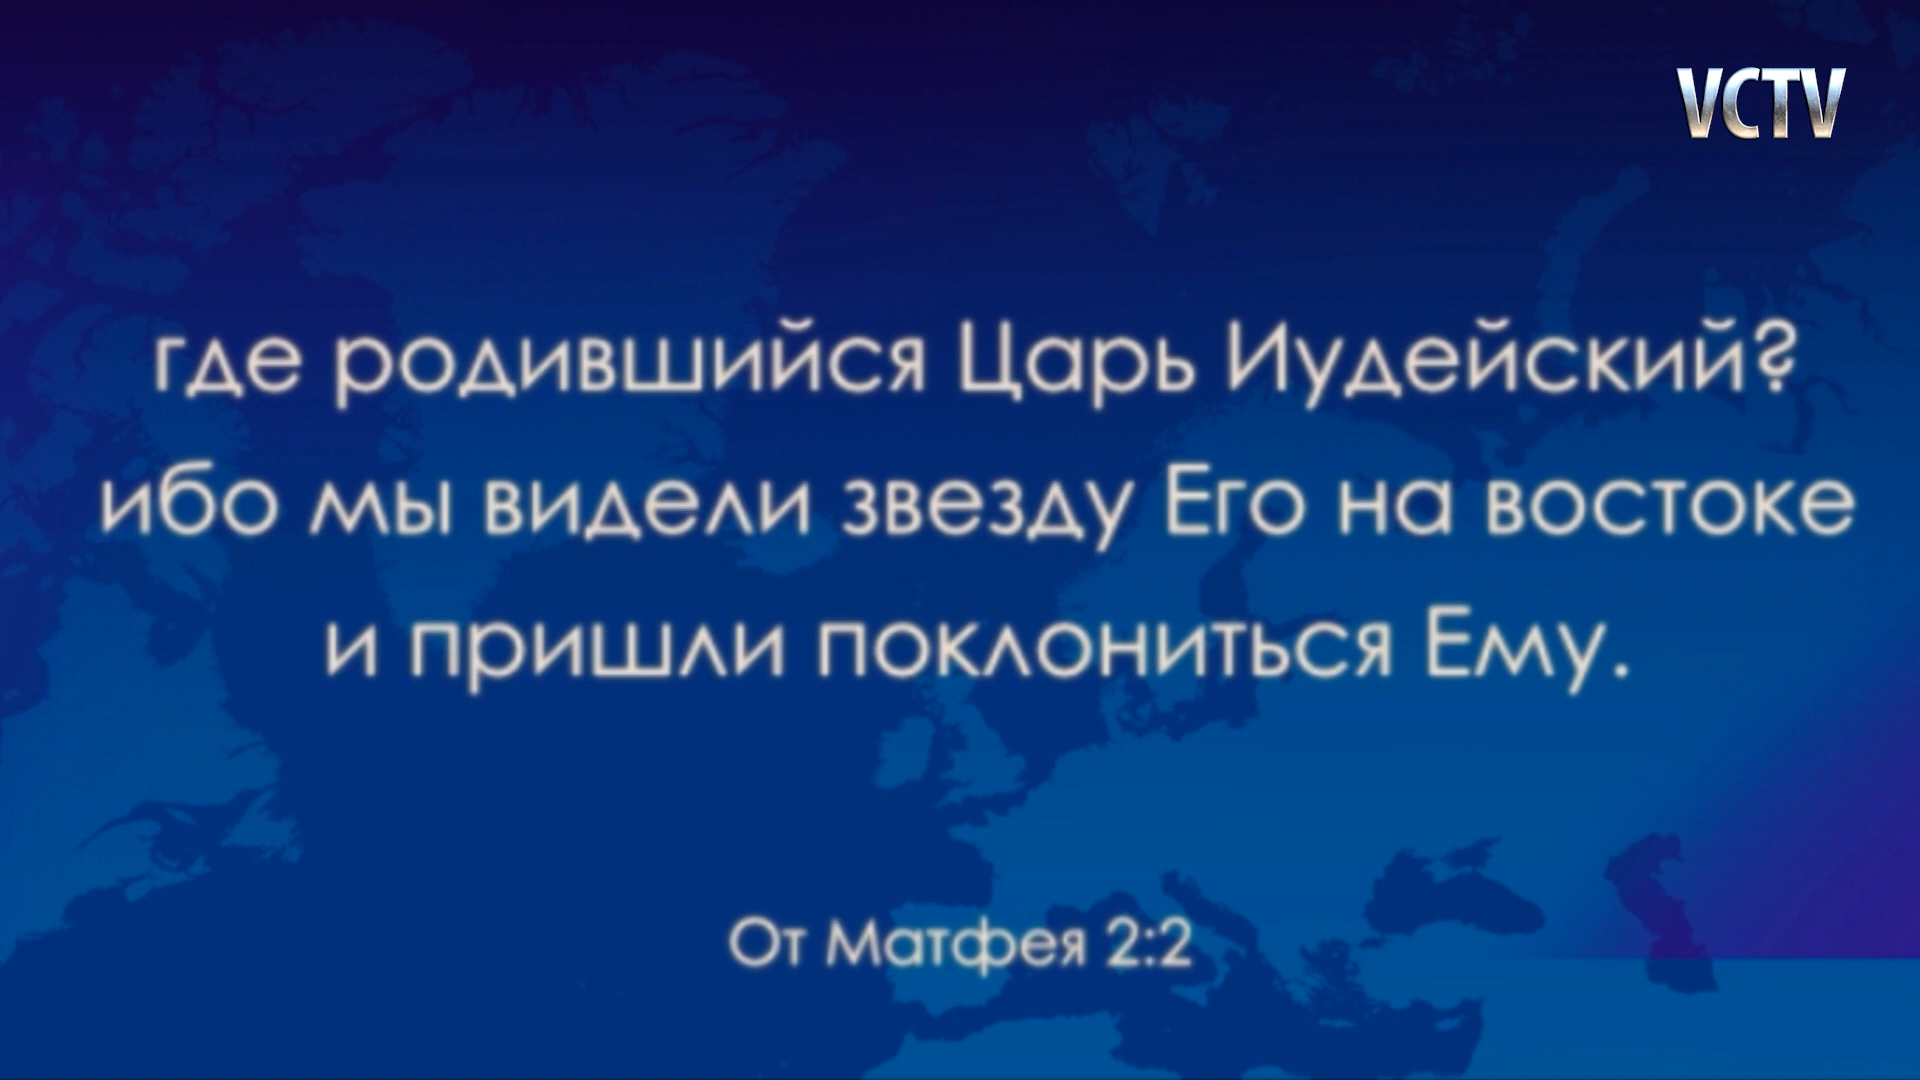 VCTV
где родившийся Царь Иудейский?
ибо мы видели звезду Его на востоке
и пришли поклониться Ему.
От Матфея 2:2